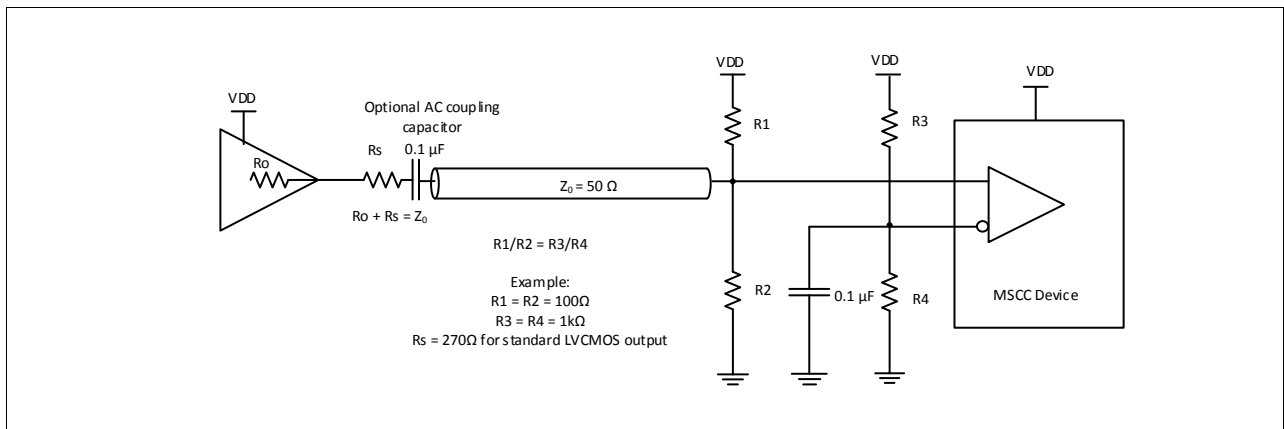 VDD
Ro
Optional AC coupling
capacitor
0.1 µF
Rs
Ro + Rs = Z0
Z0 = 50 Ω
R1/R2 = R3/R4
Example:
R1 = R2 = 100Ω
R3 = R4 = 1kΩ
Rs = 270Ω for standard LVCMOS output
VDD
R1
R2
VDD
R3
0.1 µF
R4
VDD
MSCC Device